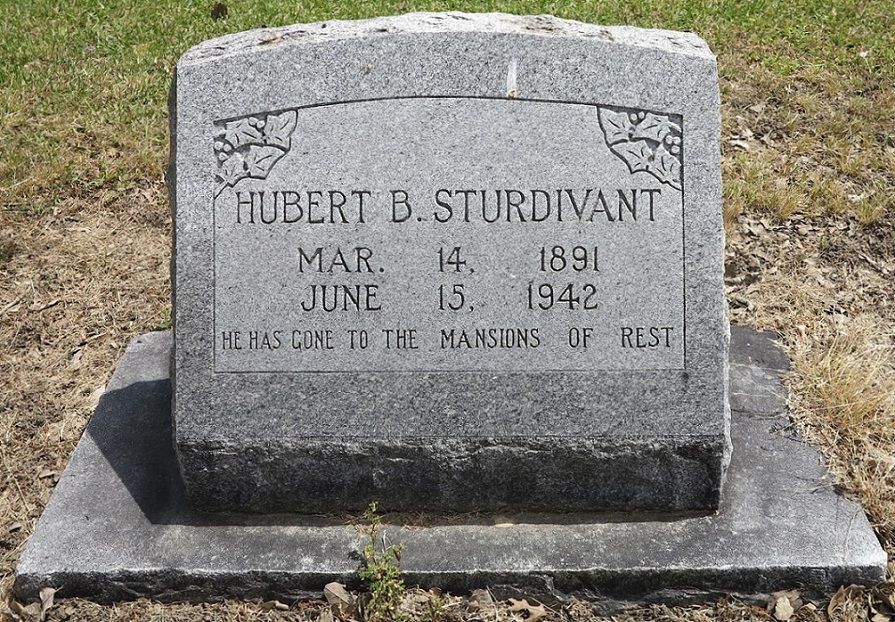 HUBERT B. STURDIVANT
MAR. 14, 1891
JUNE 15, 1942
HE HAS GONE TO THE MANSIONS OF REST